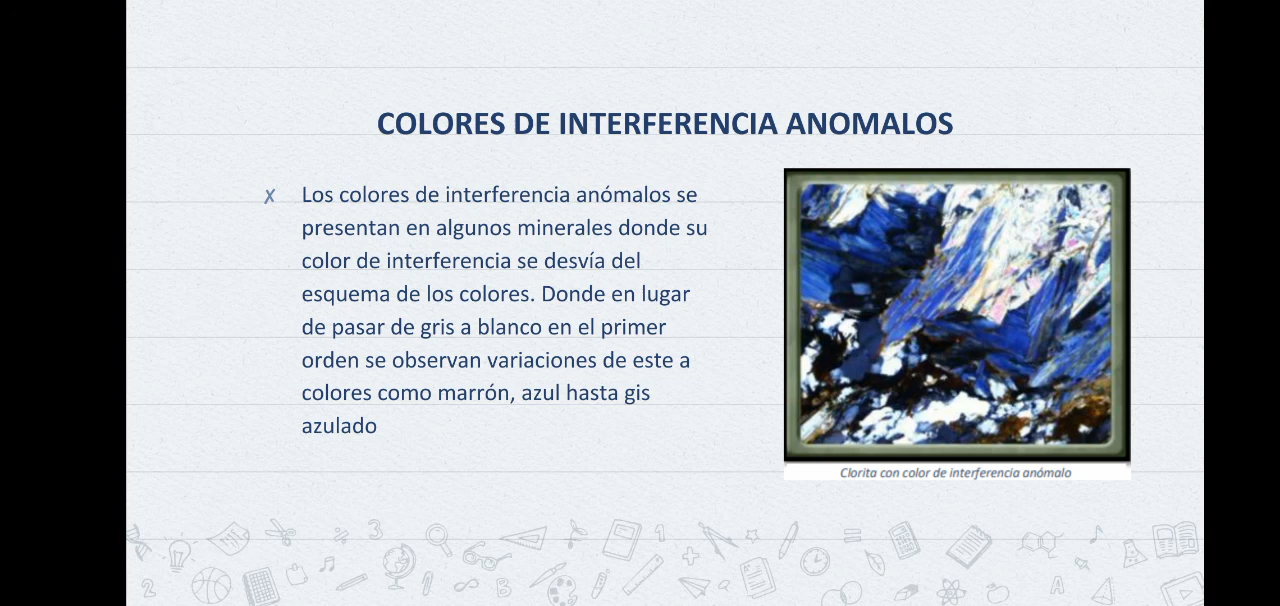 COLORES DE INTERFERENCIA ANOMALOS
✗ Los colores de interferencia anómalos se
presentan en algunos minerales donde su
color de interferencia se desvía del
esquema de los colores. Donde en lugar
de pasar de gris a blanco en el primer
orden se observan variaciones de este a
colores como marrón, azul hasta gis
azulado
Clorita con color de interferencia anómalo